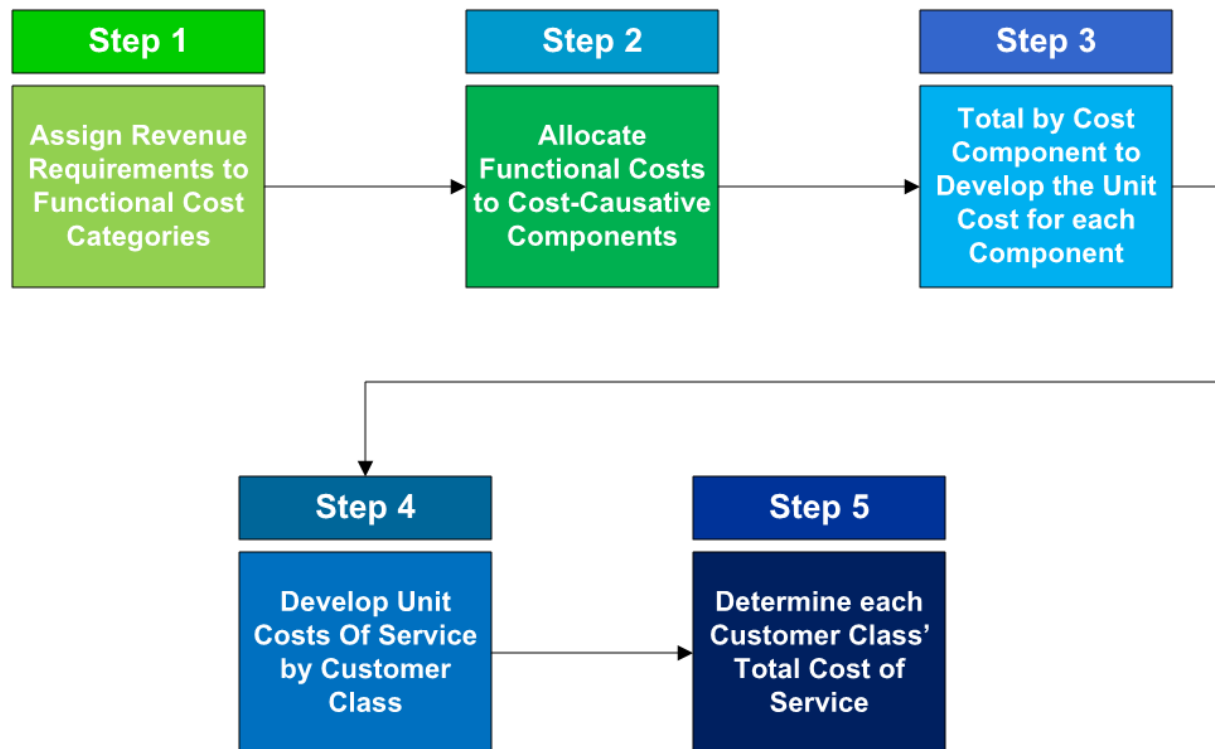 Step 1
Assign Revenue
Requirements to
Functional Cost
Categories
Step 2
Allocate
Functional Costs
to Cost-Causative
Components
Step 3
Total by Cost
Component to
Develop the Unit
Cost for each
Component
Step 4
Develop Unit
Costs Of Service
by Customer
Class
Step 5
Determine each
Customer Class’
Total Cost of
Service